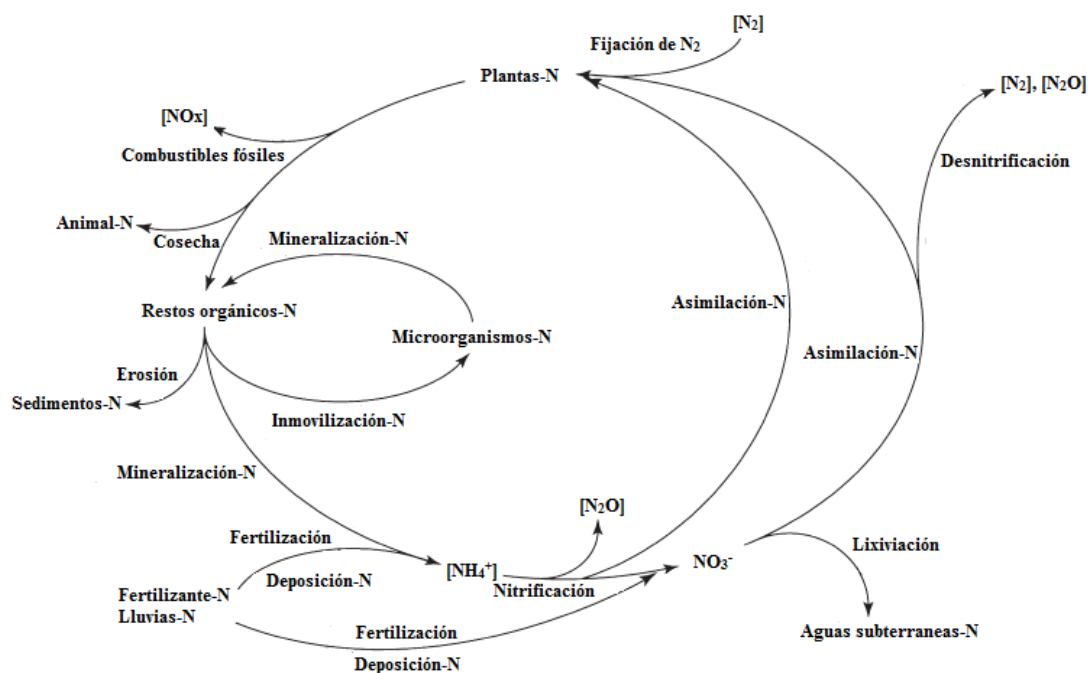 [N₂]
Fijación de N₂
Plantas-N
[N₂], [N₂O]
[NOx]
Combustibles fósiles
Desnitrificación
Animal-N
Cosecha
Mineralización-N
Restos orgánicos-N
Asimilación-N
Microorganismos-N
Asimilación-N
Erosión
Sedimentos-N
Inmovilización-N
Mineralización-N
[N₂O]
Fertilización
Lixiviación
[NH₄⁺]
NO₃⁻
Deposición-N
Nitrificación
Fertilizante-N
Lluvias-N
Fertilización
Aguas subterraneas-N
Deposición-N